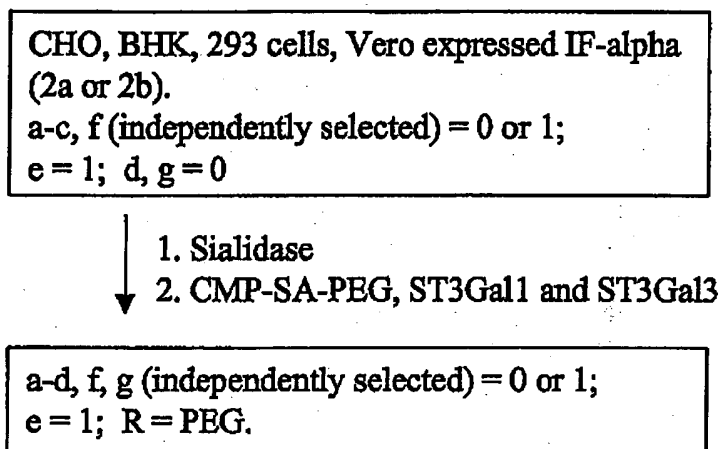 CHO, BHK, 293 cells, Vero expressed IF-alpha
(2a or 2b).
a-c, f (independently selected) = 0 or 1;
e = 1; d, g = 0
1. Sialidase
2. CMP-SA-PEG, ST3Gal1 and ST3Gal3
a-d, f, g (independently selected) = 0 or 1;
e = 1; R = PEG.